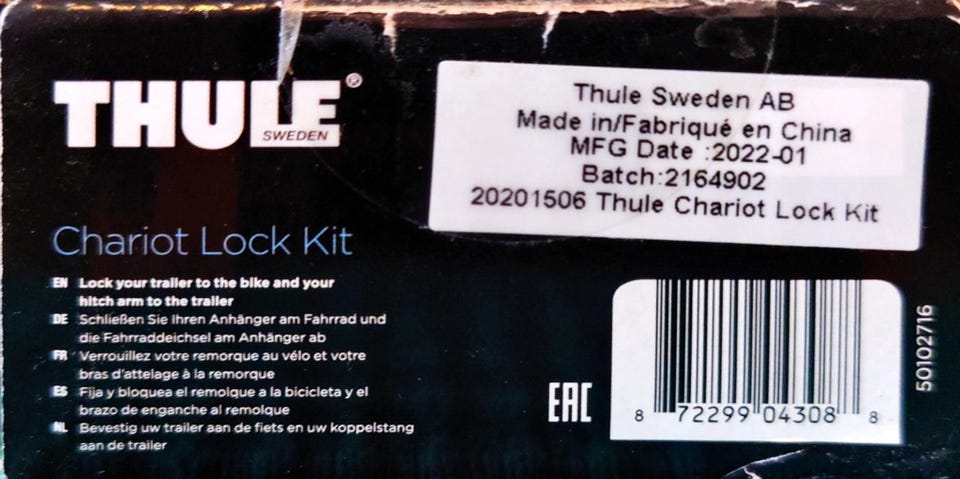 THULE®
SWEDEN
Thule Sweden AB
Made in/Fabriqué en China
MFG Date :2022-01
Batch:2164902
20201506 Thule Chariot Lock Kit
Chariot Lock Kit
EN Lock your trailer to the bike and your
hitch arm to the trailer
DE Schließen Sie Ihren Anhänger am Fahrrad und
die Fahrraddeichsel am Anhänger ab
FR Verrouillez votre remorque au vélo et votre
bras d'attelage à la remorque
ES Fija y bloquea el remolque a la bicicleta y el
brazo de enganche al remolque
NL Bevestig uw trailer aan de fiets en uw koppelstang
aan de trailer
EAC
8 72299 04308 8
50102716